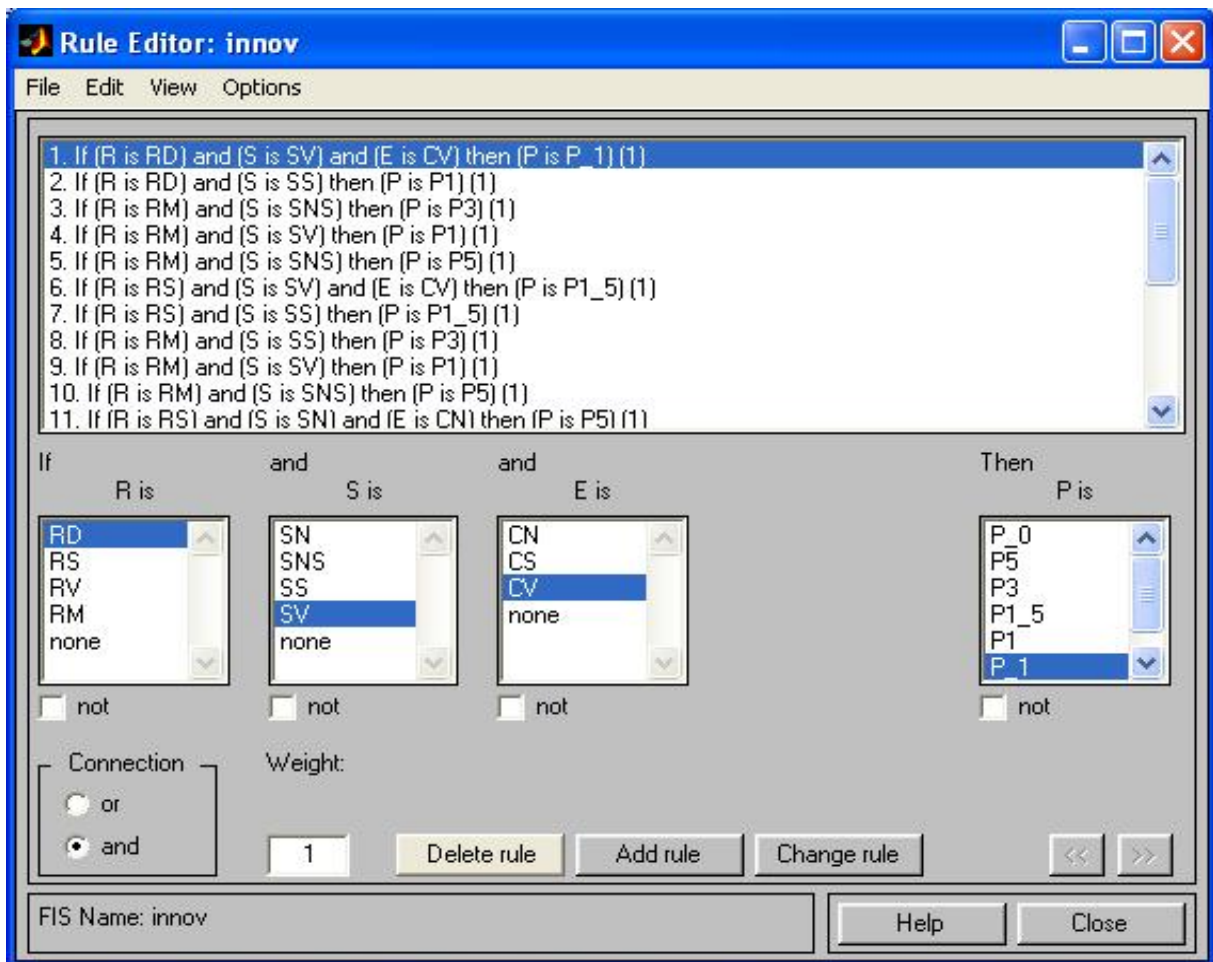 Rule Editor: innov
File Edit View Options
1. If (R is RD) and (S is SV) and (E is CV) then (P is P_1) (1)
2. If (R is RD) and (S is SS) then (P is P1) (1)
3. If (R is RM) and (S is SNS) then (P is P3) (1)
4. If (R is RM) and (S is SV) then (P is P1) (1)
5. If (R is RM) and (S is SNS) then (P is P5) (1)
6. If (R is RS) and (S is SV) and (E is CV) then (P is P1_5) (1)
7. If (R is RS) and (S is SS) then (P is P1_5) (1)
8. If (R is RM) and (S is SS) then (P is P3) (1)
9. If (R is RM) and (S is SV) then (P is P1) (1)
10. If (R is RM) and (S is SNS) then (P is P5) (1)
11. If (R is RS) and (S is SN) and (E is CN) then (P is P5) (1)
If and and Then
R is S is E is P is
RD SN CN P_0
RS SNS CS P5
RV SS CV P3
RM SV none P1_5
none none P1
P_1
not not not not
Connection Weight:
or
and 1 Delete rule Add rule Change rule << >>
FIS Name: innov Help Close